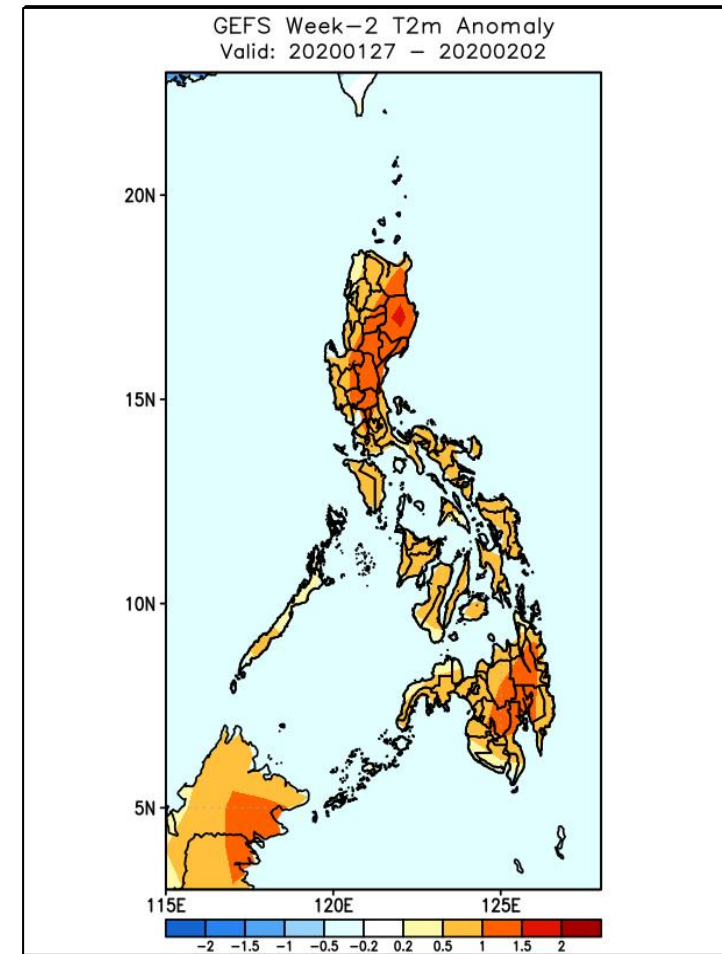 GEFS Week-2 T2m Anomaly
Valid: 20200127 - 20200202
20N
15N
10N
5N
115E 120E 125E
-2 -1.5 -1 -0.5 -0.2 0.2 0.5 1 1.5 2